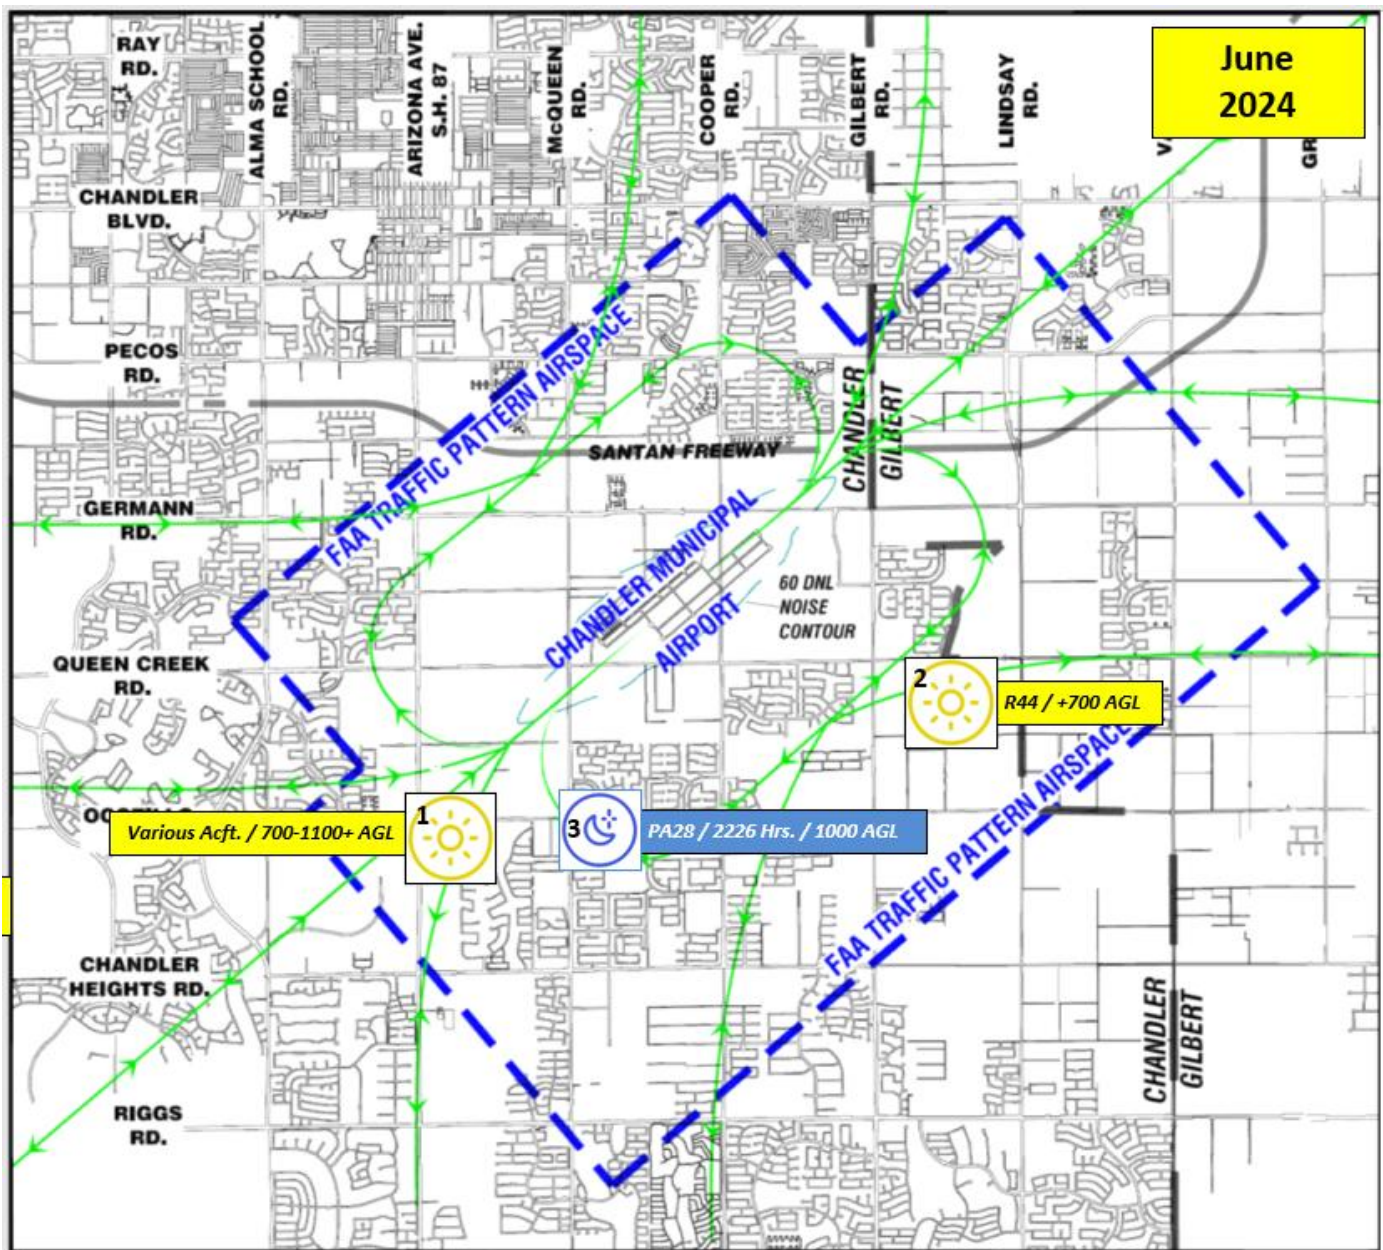 RAY
RD.
ALMA SCHOOL
RD.
ARIZONA AVE.
S.H. 87
McQUEEN
RD.
COOPER
RD.
GILBERT
RD.
LINDSAY
RD.
June
2024
CHANDLER
BLVD.
PECOS
RD.
FAA TRAFFIC PATTERN AIRSPACE
SANTAN FREEWAY
CHANDLER
GILBERT
GERMANN
RD.
CHANDLER MUNICIPAL
AIRPORT
60 DNL
NOISE
CONTOUR
QUEEN CREEK
RD.
2
R44 / +700 AGL
1
Various Acft. / 700-1100+ AGL
3
PA28 / 2226 Hrs. / 1000 AGL
FAA TRAFFIC PATTERN AIRSPACE
CHANDLER
HEIGHTS RD.
CHANDLER
GILBERT
RIGGS
RD.